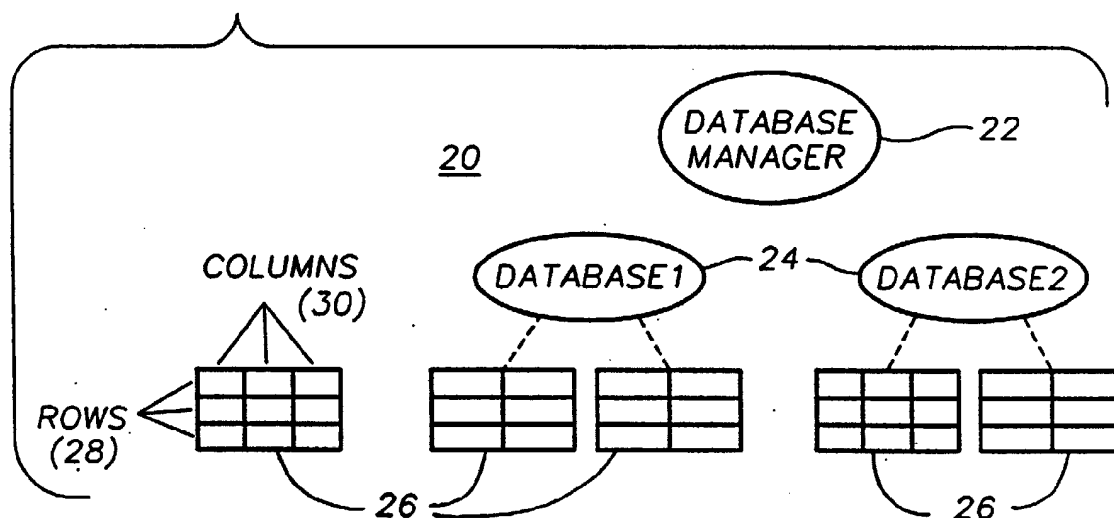 DATABASE
MANAGER
22
20
COLUMNS
(30)
DATABASE1
24
DATABASE2
ROWS
(28)
26
26